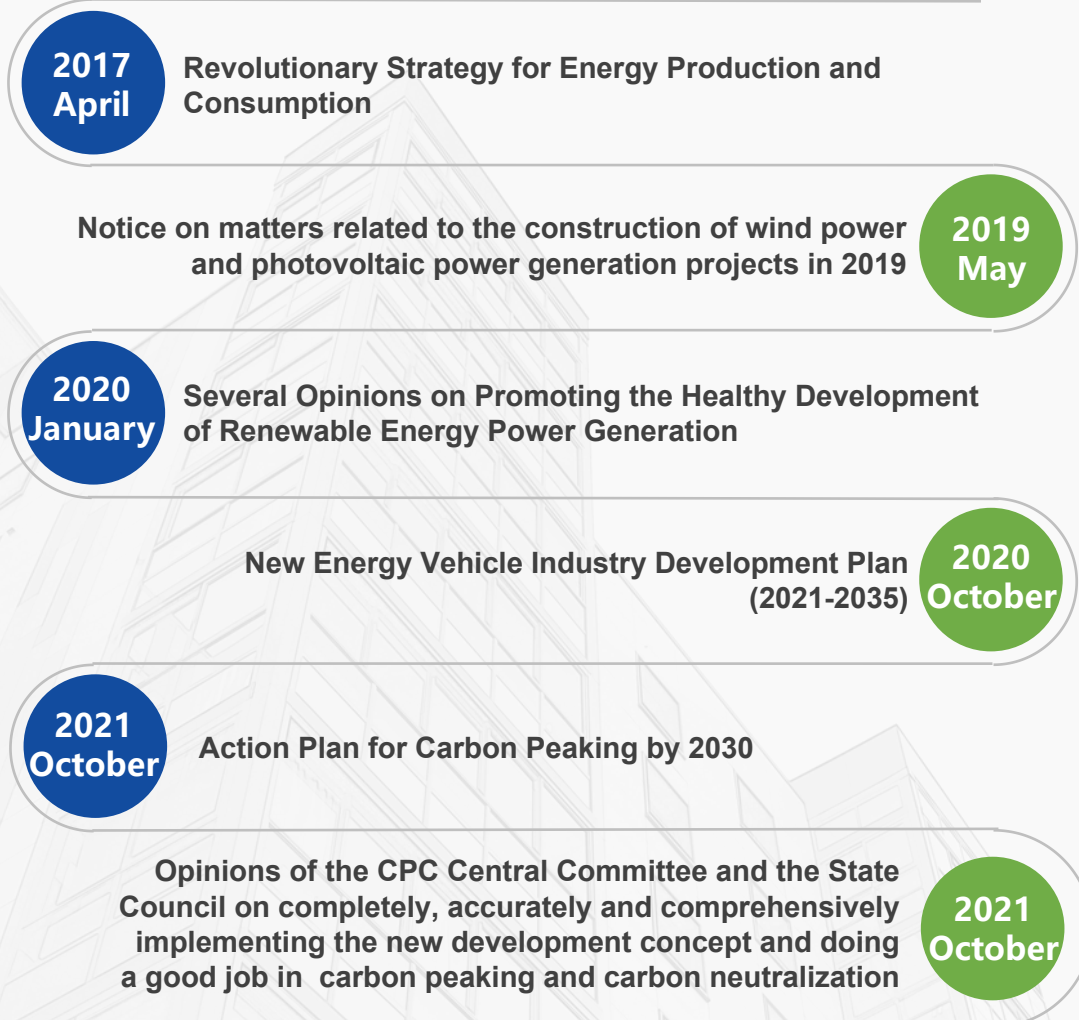 2017
April
Revolutionary Strategy for Energy Production and
Consumption
Notice on matters related to the construction of wind power
and photovoltaic power generation projects in 2019
2019
May
2020
January
Several Opinions on Promoting the Healthy Development
of Renewable Energy Power Generation
New Energy Vehicle Industry Development Plan
(2021-2035)
2020
October
2021
October
Action Plan for Carbon Peaking by 2030
Opinions of the CPC Central Committee and the State
Council on completely, accurately and comprehensively
implementing the new development concept and doing
a good job in  carbon peaking and carbon neutralization
2021
October